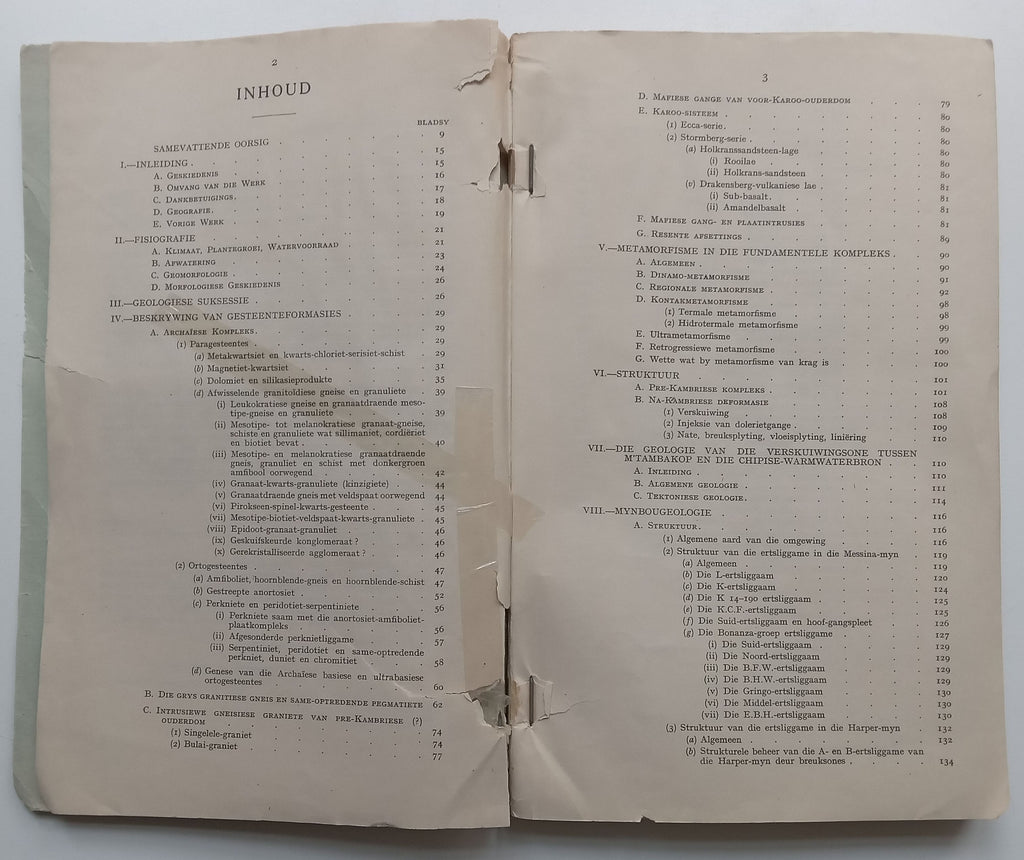 2
INHOUD
BLADSY
SAMEVATTENDE OORSIG . 9
I.—INLEIDING . 15
A. GESKIEDENIS 15
B. OMVANG VAN DIE WERK 16
C. DANKBETUIGINGS. 17
D. GEOGRAFIE. 18
E. VORIGE WERK 19
II.—FISIOGRAFIE 21
A. KLIMAAT, PLANTEGROEI, WATERVOORRAAD 21
B. AFWATERING 23
C. GEOMORFOLOGIE 24
D. MORFOLOGIESE GESKIEDENIS 26
III.—GEOLOGIESE SUKSESSIE 26
IV.—BESKRYWING VAN GESTEENTEFORMASIES 29
A. ARCHAÏESE KOMPLEKS. 29
(1) Paragesteentes 29
(a) Metakwartsiet en kwarts-chloriet-serisiet-schist 29
(b) Magnetiet-kwartsiet 31
(c) Dolomiet en silikasieprodukte 35
(d) Afwisselende granitoïdiese gneise en granuliete 39
(i) Leukokratiese gneise en granaatdraende meso-
tipe-gneise en granuliete 39
(ii) Mesotipe- tot melanokratiese granaat-gneise,
schiste en granuliete wat sillimaniet, cordiëriet
en biotiet bevat 40
(iii) Mesotipe- en melanokratiese granaatdraende
gneis, granuliet en schist met donkergroen
amfibool oorwegend 42
(iv) Granaat-kwarts-granuliete (kinzigiete) 44
(v) Granaatdraende gneis met veldspaat oorwegend 44
(vi) Pirokseen-spinel-kwarts-gesteente 45
(vii) Mesotipe-biotiet-veldspaat-kwarts-granuliete 45
(viii) Epidoot-granaat-granuliet 46
(ix) Geskuifskeurde konglomeraat ? 46
(x) Gerekristalliseerde agglomeraat ? 46
(2) Ortogesteentes 47
(a) Amfiboliet, hoornblende-gneis en hoornblende-schist 47
(b) Gestreepte anortosiet 52
(c) Perkniete en peridotiet-serpentiniete 56
(i) Perkniete saam met die anortosiet-amfiboliet-
plaatkompleks 56
(ii) Afgesonderde perknietliggame 57
(iii) Serpentiniet, peridotiet en same-optredende
perkniet, duniet en chromitiet 58
(d) Genese van die Archaïese basiese en ultrabasiese
ortogesteentes 60
B. DIE GRYS GRANITIESE GNEIS EN SAME-OPTREDENDE PEGMATIETE 62
C. INTRUSIEWE GNEISIESE GRANIETE VAN PRE-KAMBRIESE (?)
OUDERDOM 74
(1) Singelele-graniet 74
(2) Bulai-graniet 77
3
D. MAFIESE GANGE VAN VOOR-KAROO-OUDERDOM 79
E. KAROO-SISTEEM 80
(1) Ecca-serie. 80
(2) Stormberg-serie 80
(a) Holkranssandsteen-lage 80
(i) Rooilae 80
(ii) Holkrans-sandsteen 80
(v) Drakensberg-vulkaniese lae 81
(i) Sub-basalt. 81
(ii) Amandelbasalt 81
F. MAFIESE GANG- EN PLAATINTRUSIES 81
G. RESENTE AFSETTINGS 89
V.—METAMORFISME IN DIE FUNDAMENTELE KOMPLEKS 90
A. ALGEMEEN 90
B. DINAMO-METAMORFISME 91
C. REGIONALE METAMORFISME 92
D. KONTAKMETAMORFISME 98
(1) Termale metamorfisme 98
(2) Hidrotermale metamorfisme 99
E. Ultrametamorfisme 99
F. Retrogressiewe metamorfisme 100
G. Wette wat by metamorfisme van krag is 100
VI.—STRUKTUUR 101
A. PRE-KAMBRIESE KOMPLEKS 101
B. NA-KAMBRIESE DEFORMASIE 108
(1) Verskuiwing 108
(2) Injeksie van dolerietgange 109
(3) Nate, breuksplyting, vloeisplyting, liniëring 110
VII.—DIE GEOLOGIE VAN DIE VERSKUIWINGSONE TUSSEN
M'TAMBAKOP EN DIE CHIPISE-WARMWATERBRON 110
A. INLEIDING 110
B. ALGEMENE GEOLOGIE 111
C. TEKTONIESE GEOLOGIE. 114
VIII.—MYNBOUGEOLOGIE 116
A. STRUKTUUR. 116
(1) Algemene aard van die omgewing 116
(2) Struktuur van die ertsliggame in die Messina-myn 119
(a) Algemeen 119
(b) Die L-ertsliggaam 120
(c) Die K-ertsliggaam 124
(d) Die K 14-190 ertsliggaam 125
(e) Die K.C.F.-ertsliggaam 125
(f) Die Suid-ertsliggaam en hoof-gangspleet 126
(g) Die Bonanza-groep ertsliggame 127
(i) Die Suid-ertsliggaam 129
(ii) Die Noord-ertsliggaam 129
(iii) Die B.F.W.-ertsliggaam 129
(iv) Die B.H.W.-ertsliggaam 129
(v) Die Gringo-ertsliggaam 130
(vi) Die Middel-ertsliggaam 130
(vii) Die E.B.H.-ertsliggaam 130
(3) Struktuur van die ertsliggame in die Harper-myn 132
(a) Algemeen 132
(b) Strukturele beheer van die A- en B-ertsliggame van
die Harper-myn deur breuksones 134